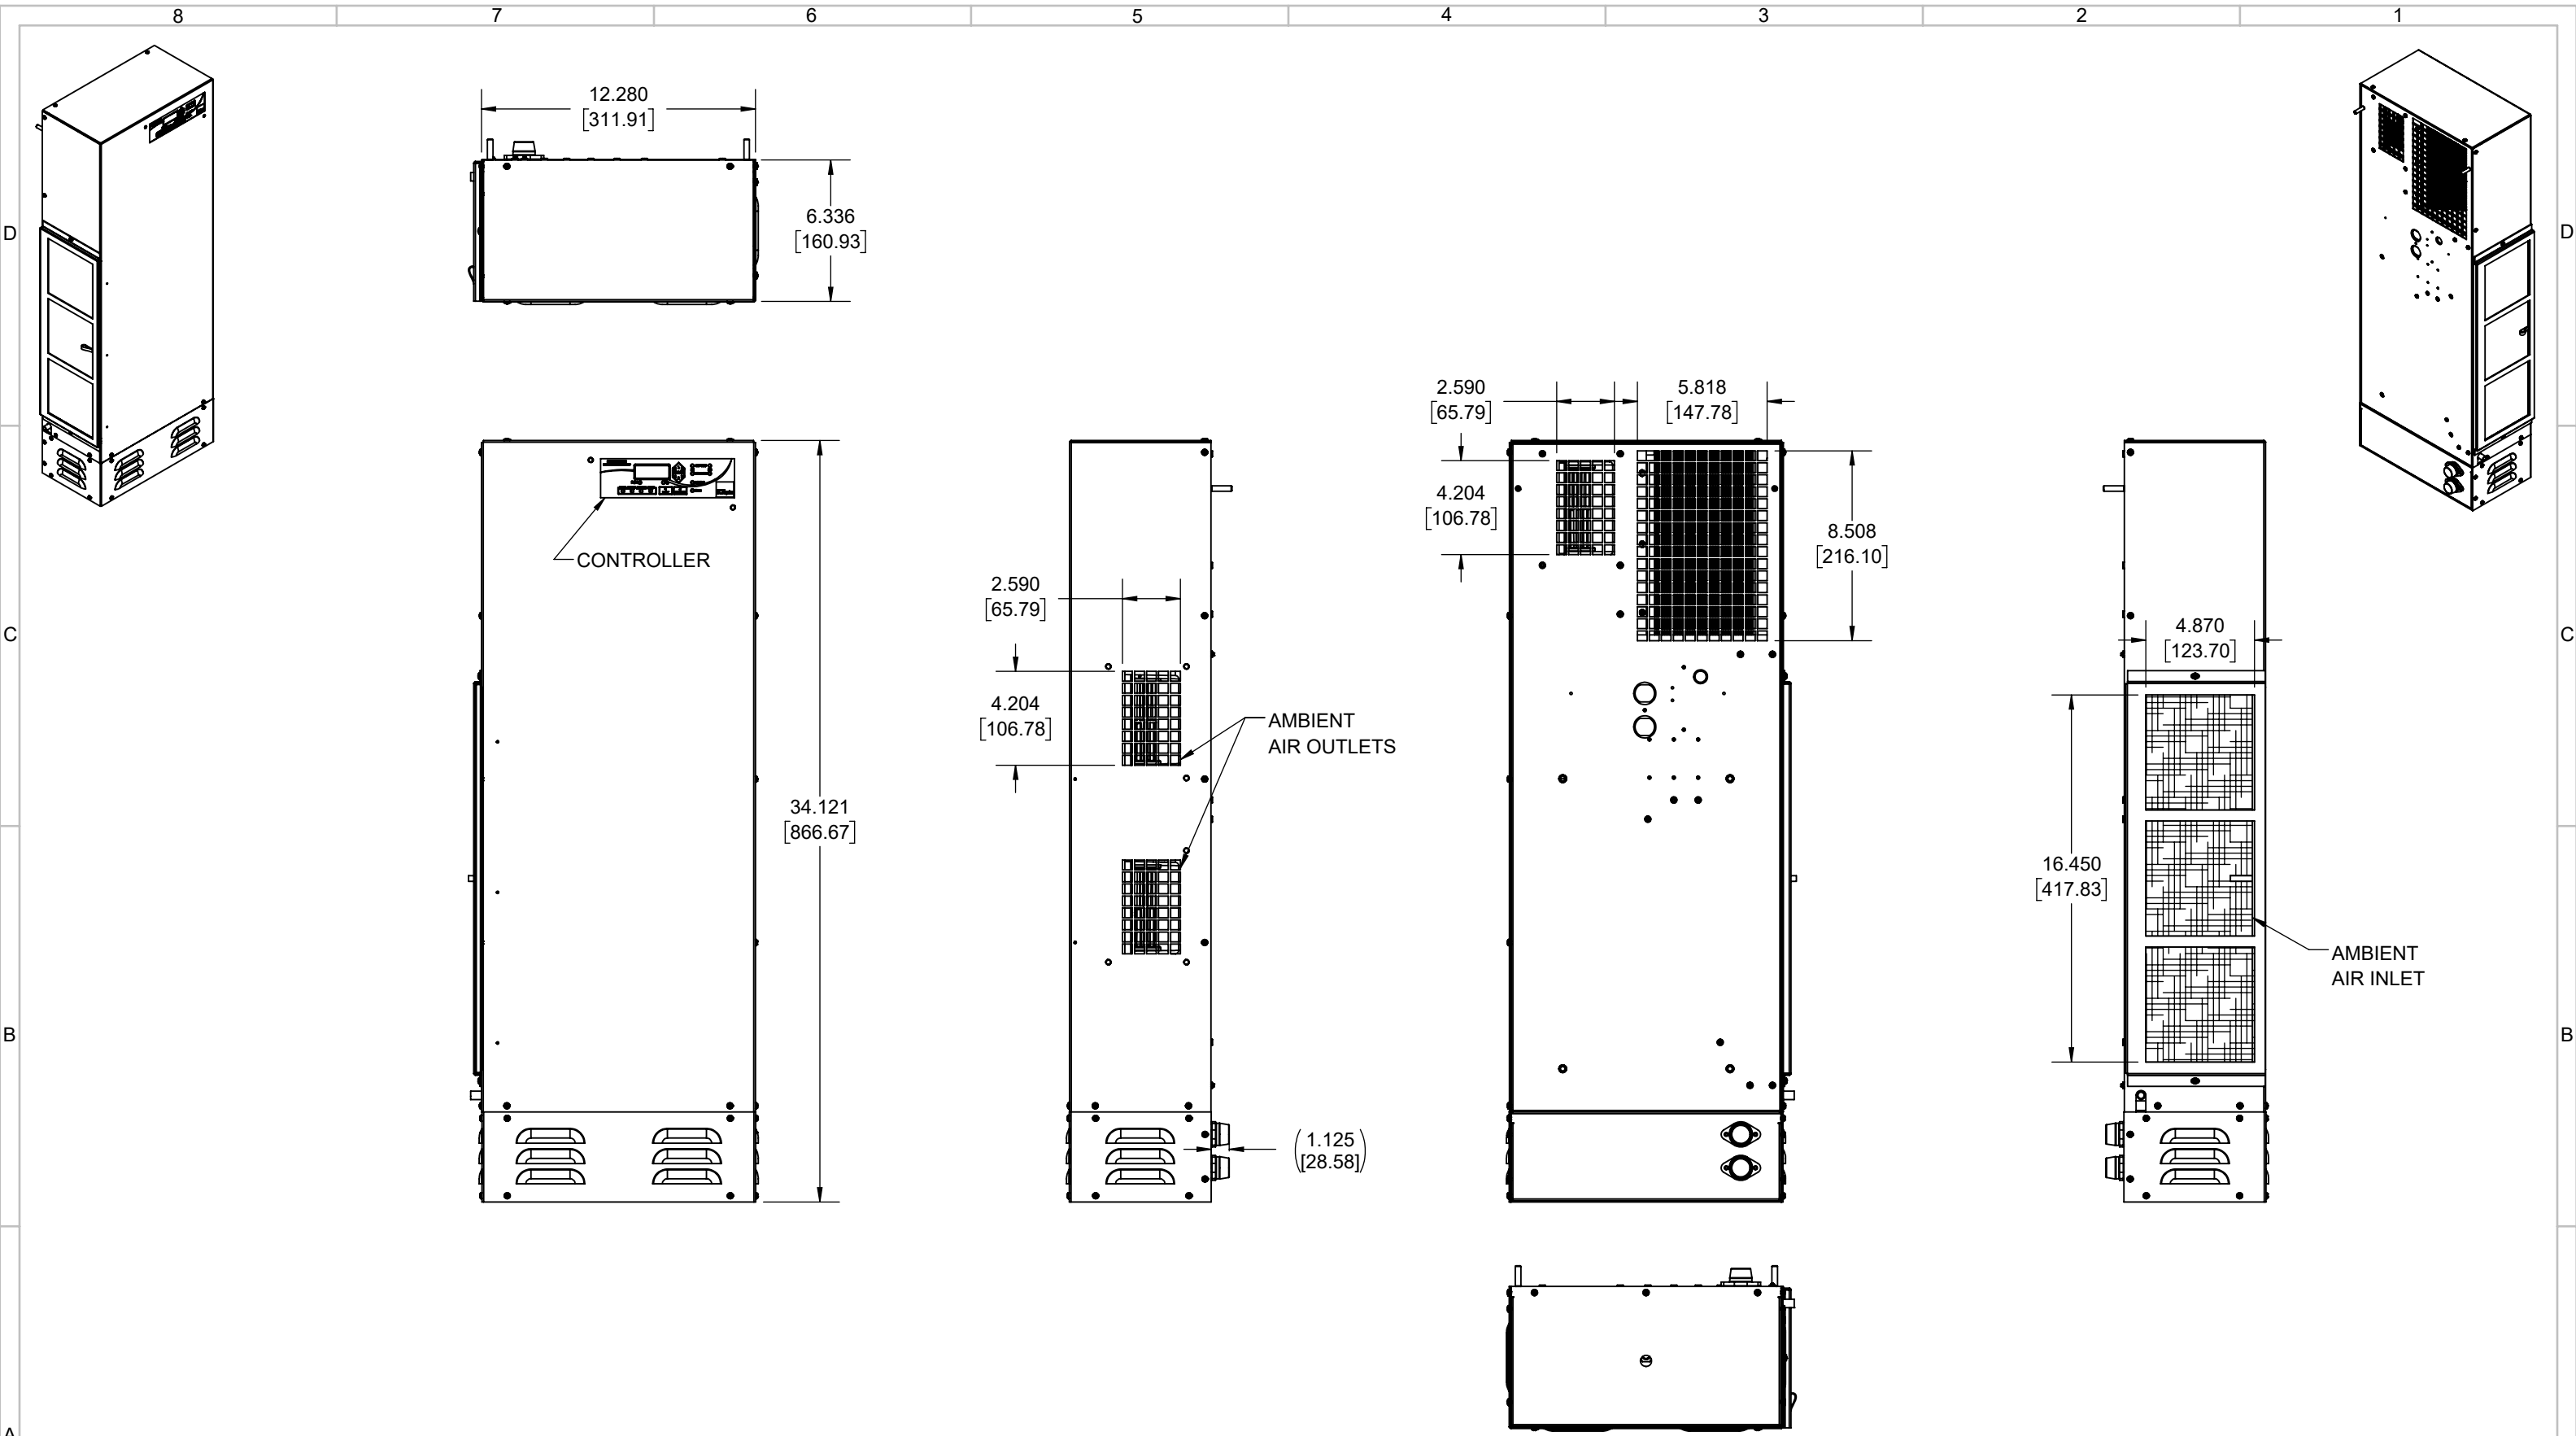 8 7 6 5 4 3 2 1
12.280
[311.91]
6.336
[160.93]
D
D
2.590
[65.79]
5.818
[147.78]
4.204
[106.78]
8.508
[216.10]
CONTROLLER
2.590
[65.79]
4.204
[106.78]
AMBIENT
AIR OUTLETS
C
C
4.870
[123.70]
34.121
[866.67]
16.450
[417.83]
AMBIENT
AIR INLET
B
B
(1.125
[28.58])
A